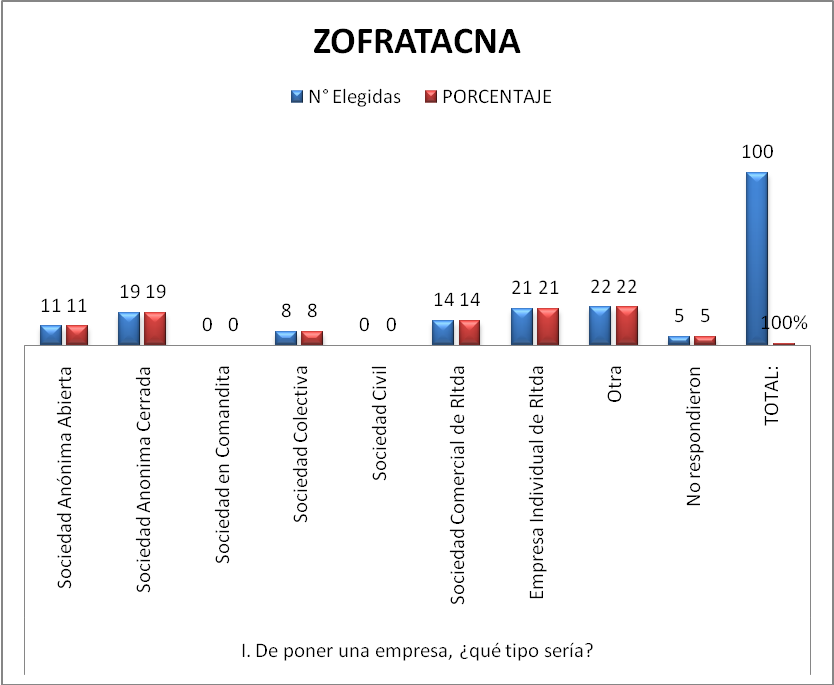 ZOFRATACNA
N° Elegidas
PORCENTAJE
11 11
19 19
0 0
8 8
0 0
14 14
21 21
22 22
5 5
100
100%
Sociedad Anónima Abierta
Sociedad Anonima Cerrada
Sociedad en Comandita
Sociedad Colectiva
Sociedad Civil
Sociedad Comercial de Rltda
Empresa Individual de Rltda
Otra
No respondieron
TOTAL:
I. De poner una empresa, ¿qué tipo sería?